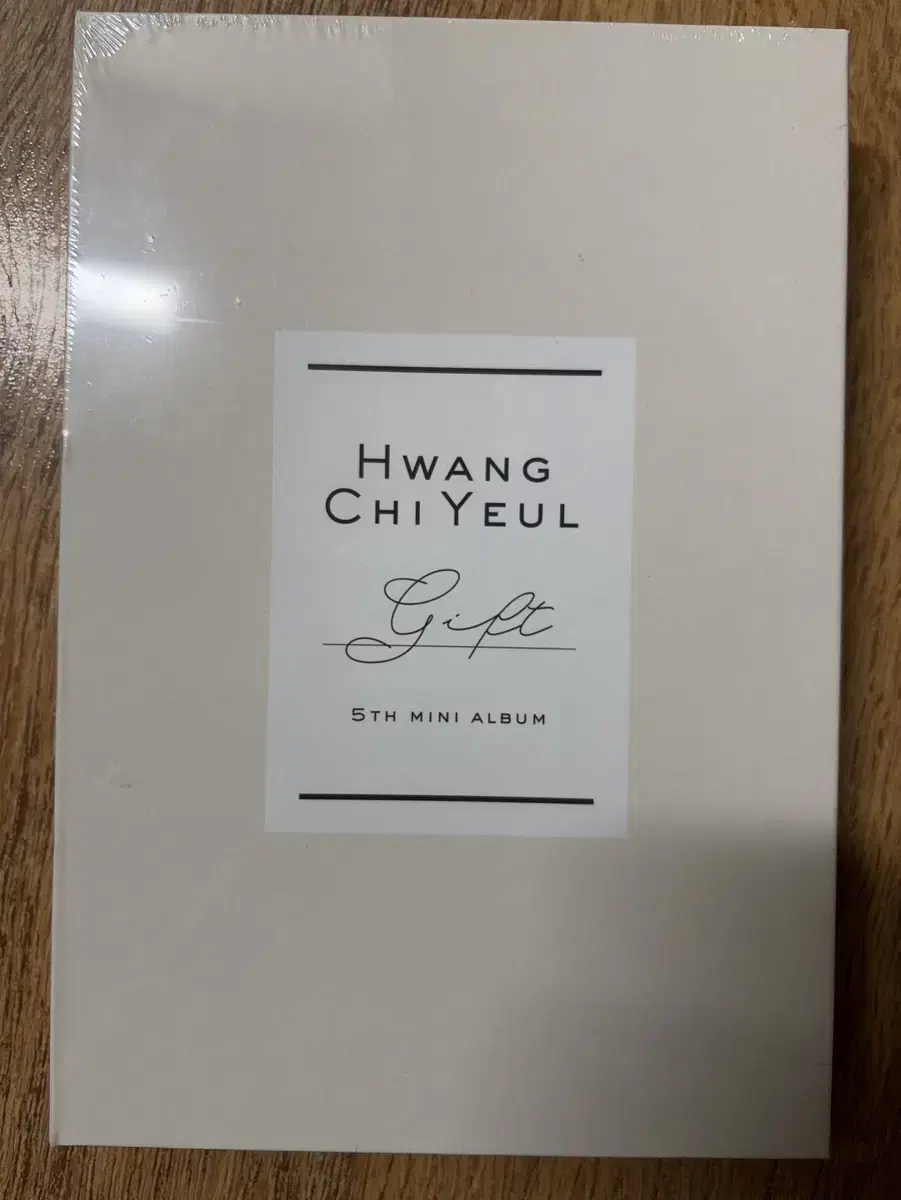 HWANG
CHI YEUL
Gift
5TH MINI ALBUM